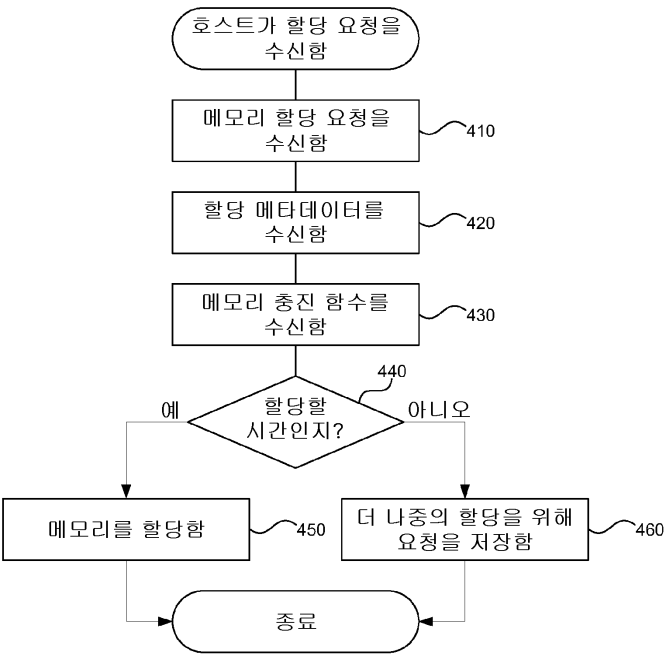 호스트가 할당 요청을
수신함
메모리 할당 요청을
수신함
410
할당 메타데이터를
수신함
420
메모리 충진 함수를
수신함
430
440
할당할
시간인지?
예
아니오
메모리를 할당함
450
더 나중의 할당을 위해
요청을 저장함
460
종료